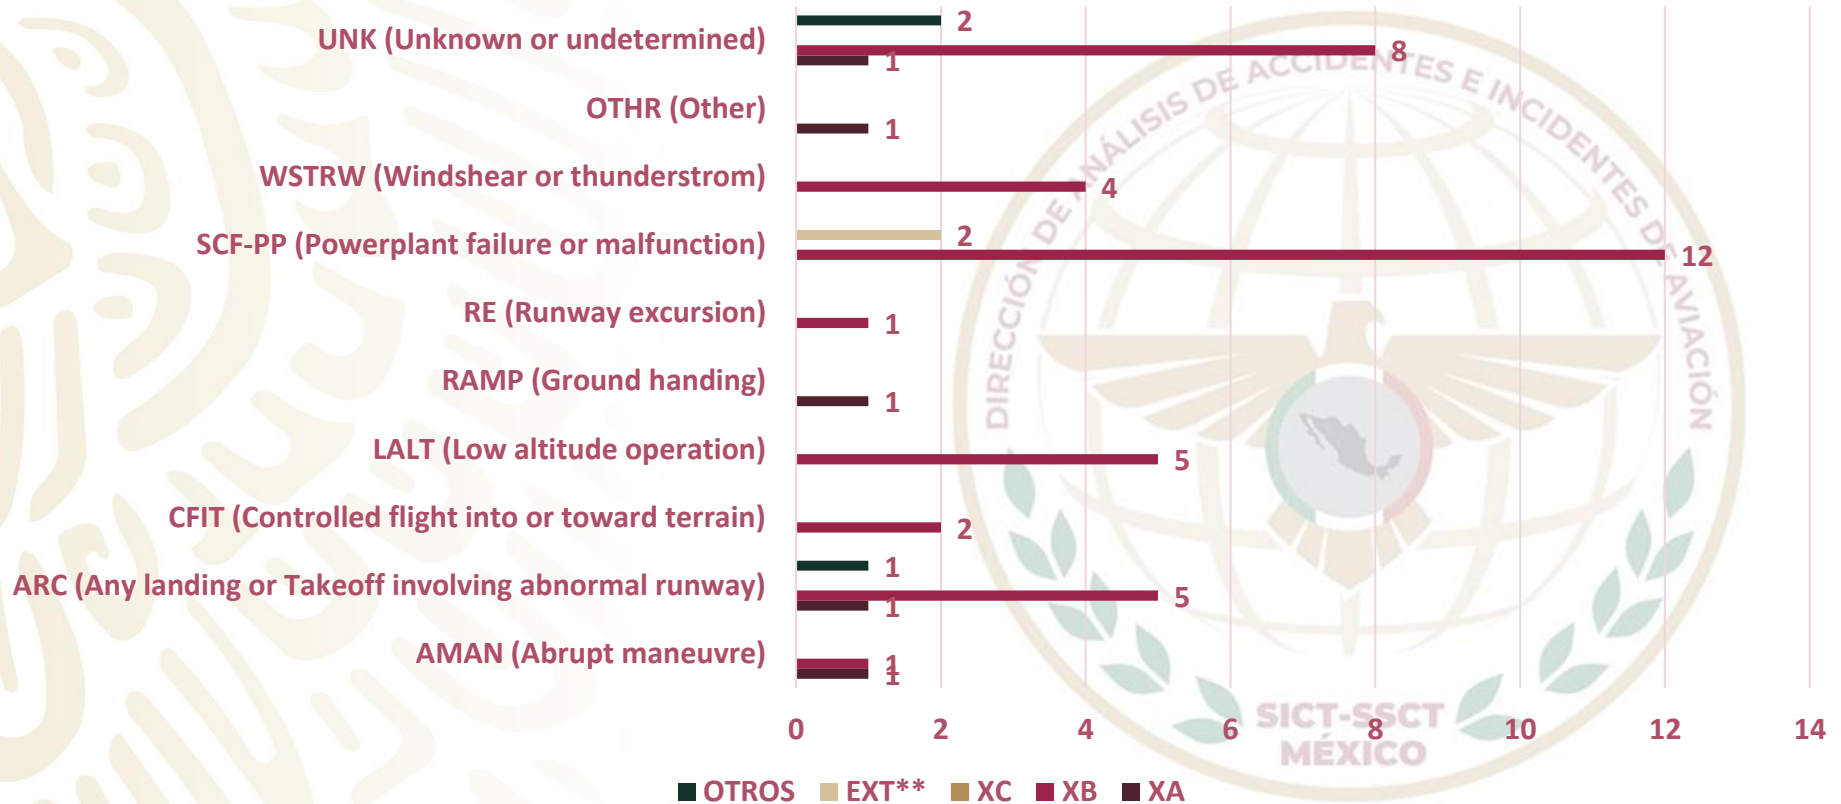 UNK (Unknown or undetermined)
2
8
1
OTHR (Other)
1
WSTRW (Windshear or thunderstrom)
4
SCF-PP (Powerplant failure or malfunction)
2
12
RE (Runway excursion)
1
RAMP (Ground handing)
1
LALT (Low altitude operation)
5
CFIT (Controlled flight into or toward terrain)
2
ARC (Any landing or Takeoff involving abnormal runway)
1
5
1
AMAN (Abrupt maneuvre)
1
1
0 2 4 6 8 10 12 14
OTROS EXT** XC XB XA
DIRECCIÓN DE ANÁLISIS DE ACCIDENTES E INCIDENTES DE AVIACIÓN
SICT-SSCT
MÉXICO